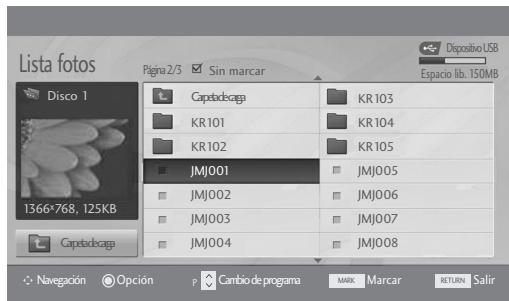 Dispositivo USB
Lista fotos
Página 2/3 Sin marcar
Espacio lib. 150MB
Disco 1
Carpeta de carga
KR103
KR101
KR104
KR102
KR105
JMJ001
JMJ005
JMJ002
JMJ006
1366×768, 125KB
JMJ003
JMJ007
Carpeta de carga
JMJ004
JMJ008
Navegación
Opción
P Cambio de programa
MARK Marcar
RETURN Salir